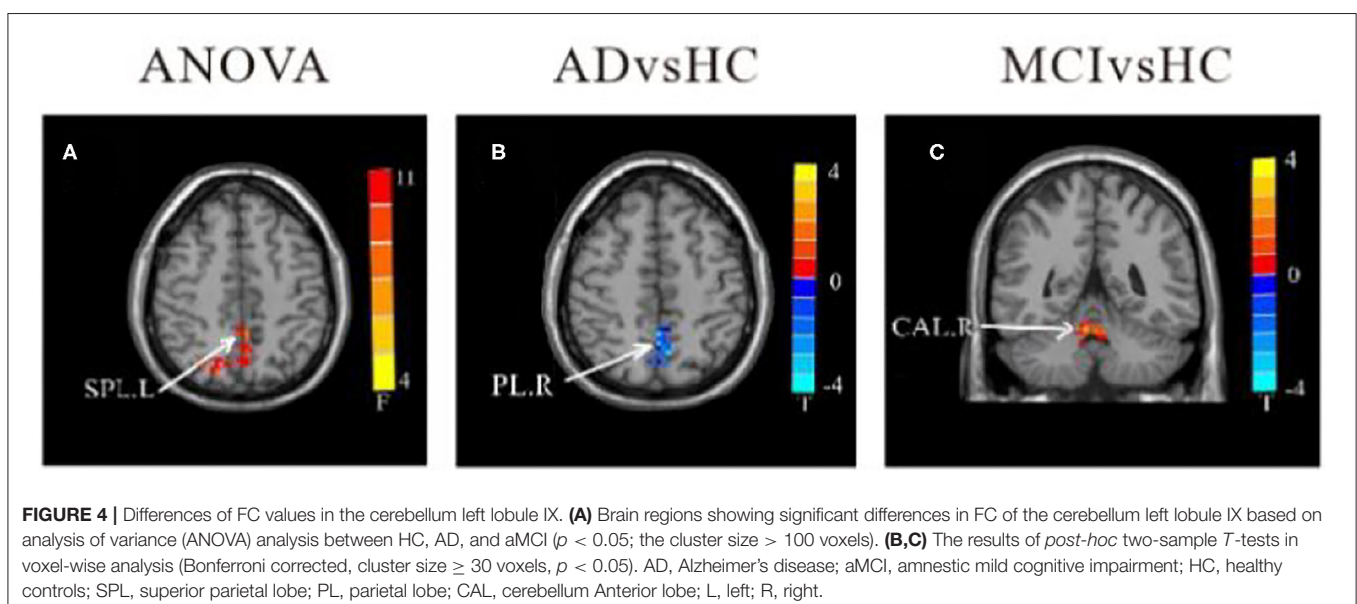 ANOVA
ADvsHC
MCIvsHC
A
11
SPL.L
4
F
B
4
0
PL.R
-4
T
C
4
0
CAL.R
-4
T
FIGURE 4 | Differences of FC values in the cerebellum left lobule IX. (A) Brain regions showing significant differences in FC of the cerebellum left lobule IX based on
analysis of variance (ANOVA) analysis between HC, AD, and aMCI (p < 0.05; the cluster size > 100 voxels). (B,C) The results of post-hoc two-sample T-tests in
voxel-wise analysis (Bonferroni corrected, cluster size ≥ 30 voxels, p < 0.05). AD, Alzheimer's disease; aMCI, amnestic mild cognitive impairment; HC, healthy
controls; SPL, superior parietal lobe; PL, parietal lobe; CAL, cerebellum Anterior lobe; L, left; R, right.